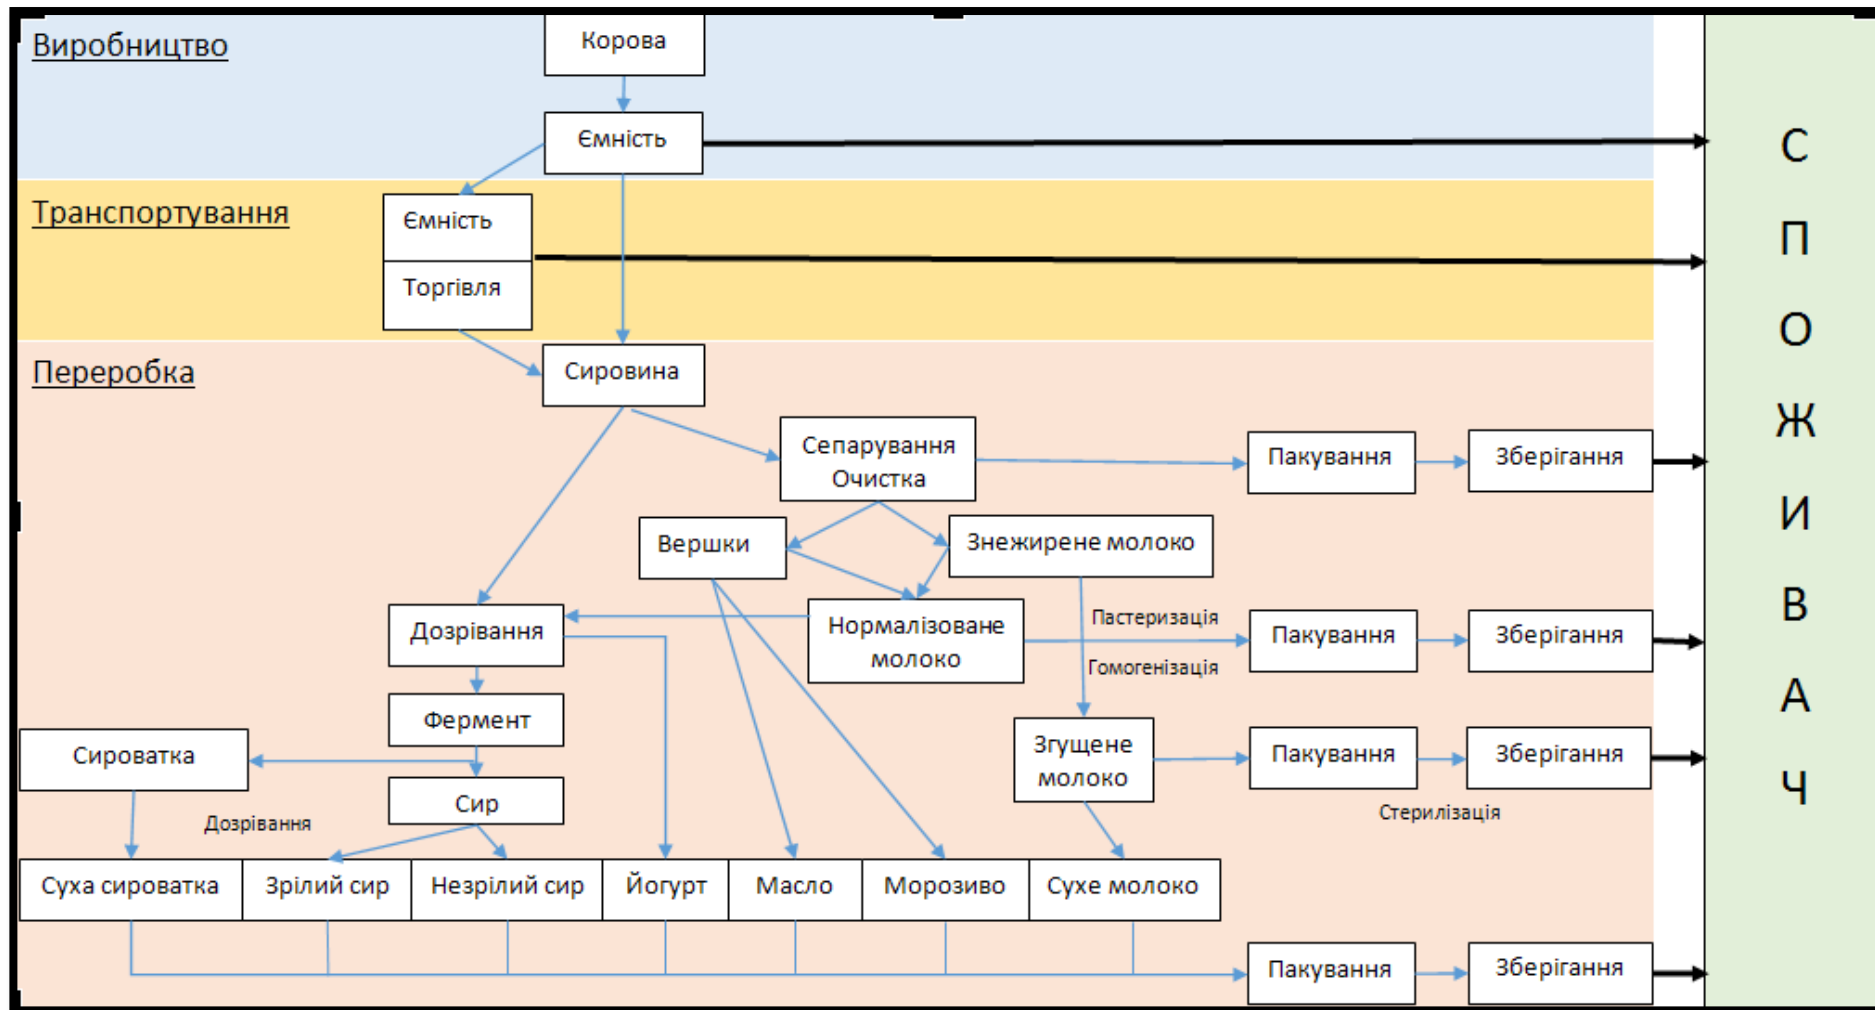 Виробництво
Корова
Ємність
Транспортування
Ємність
Торгівля
Переробка
Сировина
Сепарування
Очистка
Пакування
Зберігання
Вершки
Знежирене молоко
Дозрівання
Нормалізоване
молоко
Пастеризація
Гомогенізація
Пакування
Зберігання
Фермент
Сироватка
Згущене
молоко
Пакування
Зберігання
Сир
Стерилізація
Дозрівання
Суха сироватка
Зрілий сир
Незрілий сир
Йогурт
Масло
Морозиво
Сухе молоко
Пакування
Зберігання
С
П
О
Ж
И
В
А
Ч